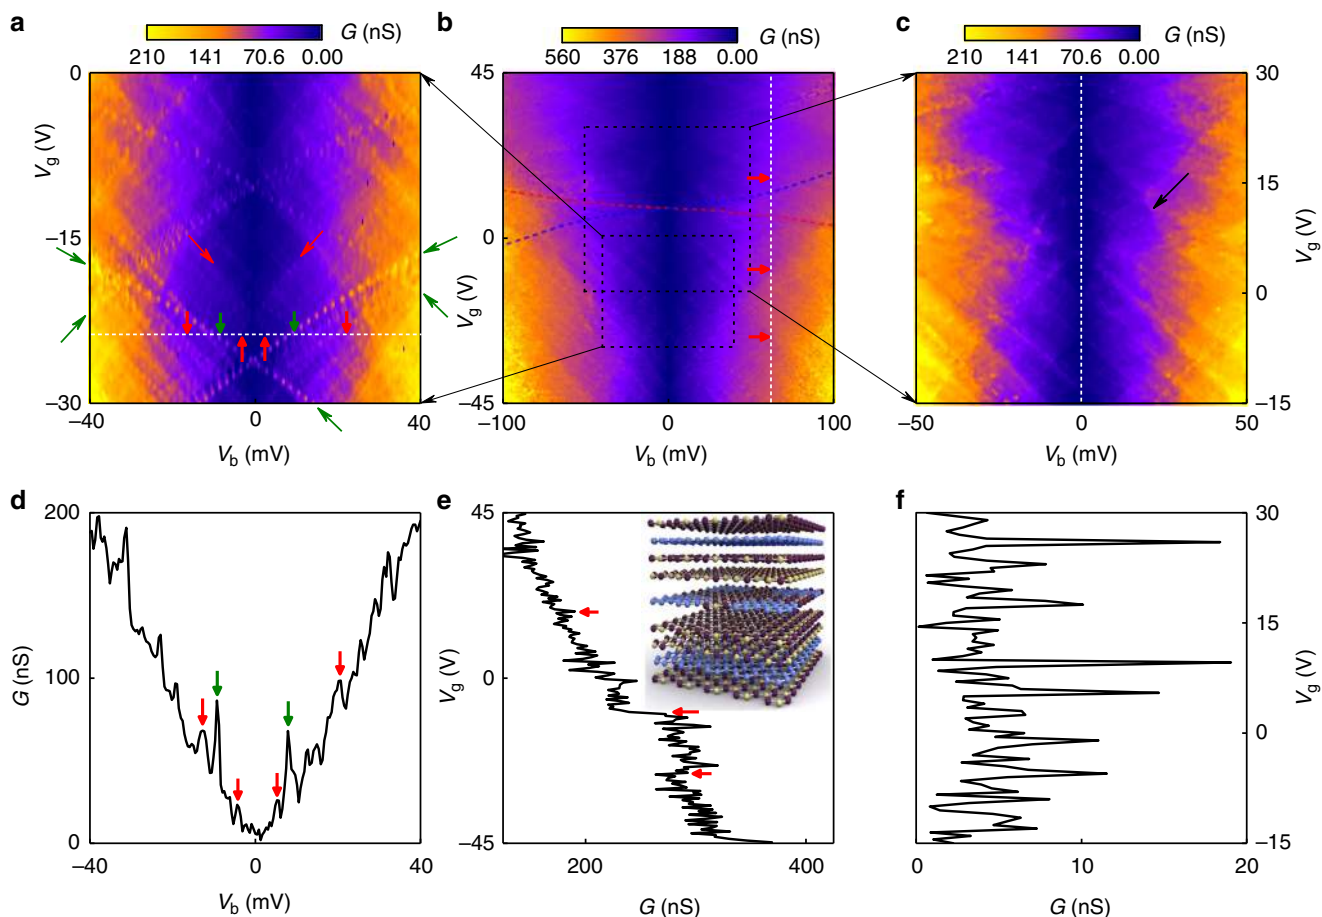 a
G (nS)
210 141 70.6 0.00
0
−15
−30
V_g (V)
−40 0 40
V_b (mV)
b
G (nS)
560 376 188 0.00
45
0
−45
V_g (V)
−100 0 100
V_b (mV)
c
G (nS)
210 141 70.6 0.00
30
15
0
−15
V_g (V)
−50 0 50
V_b (mV)
d
200
100
0
G (nS)
−40 0 40
V_b (mV)
e
45
0
−45
V_g (V)
200 400
G (nS)
f
30
15
0
−15
V_g (V)
0 10 20
G (nS)